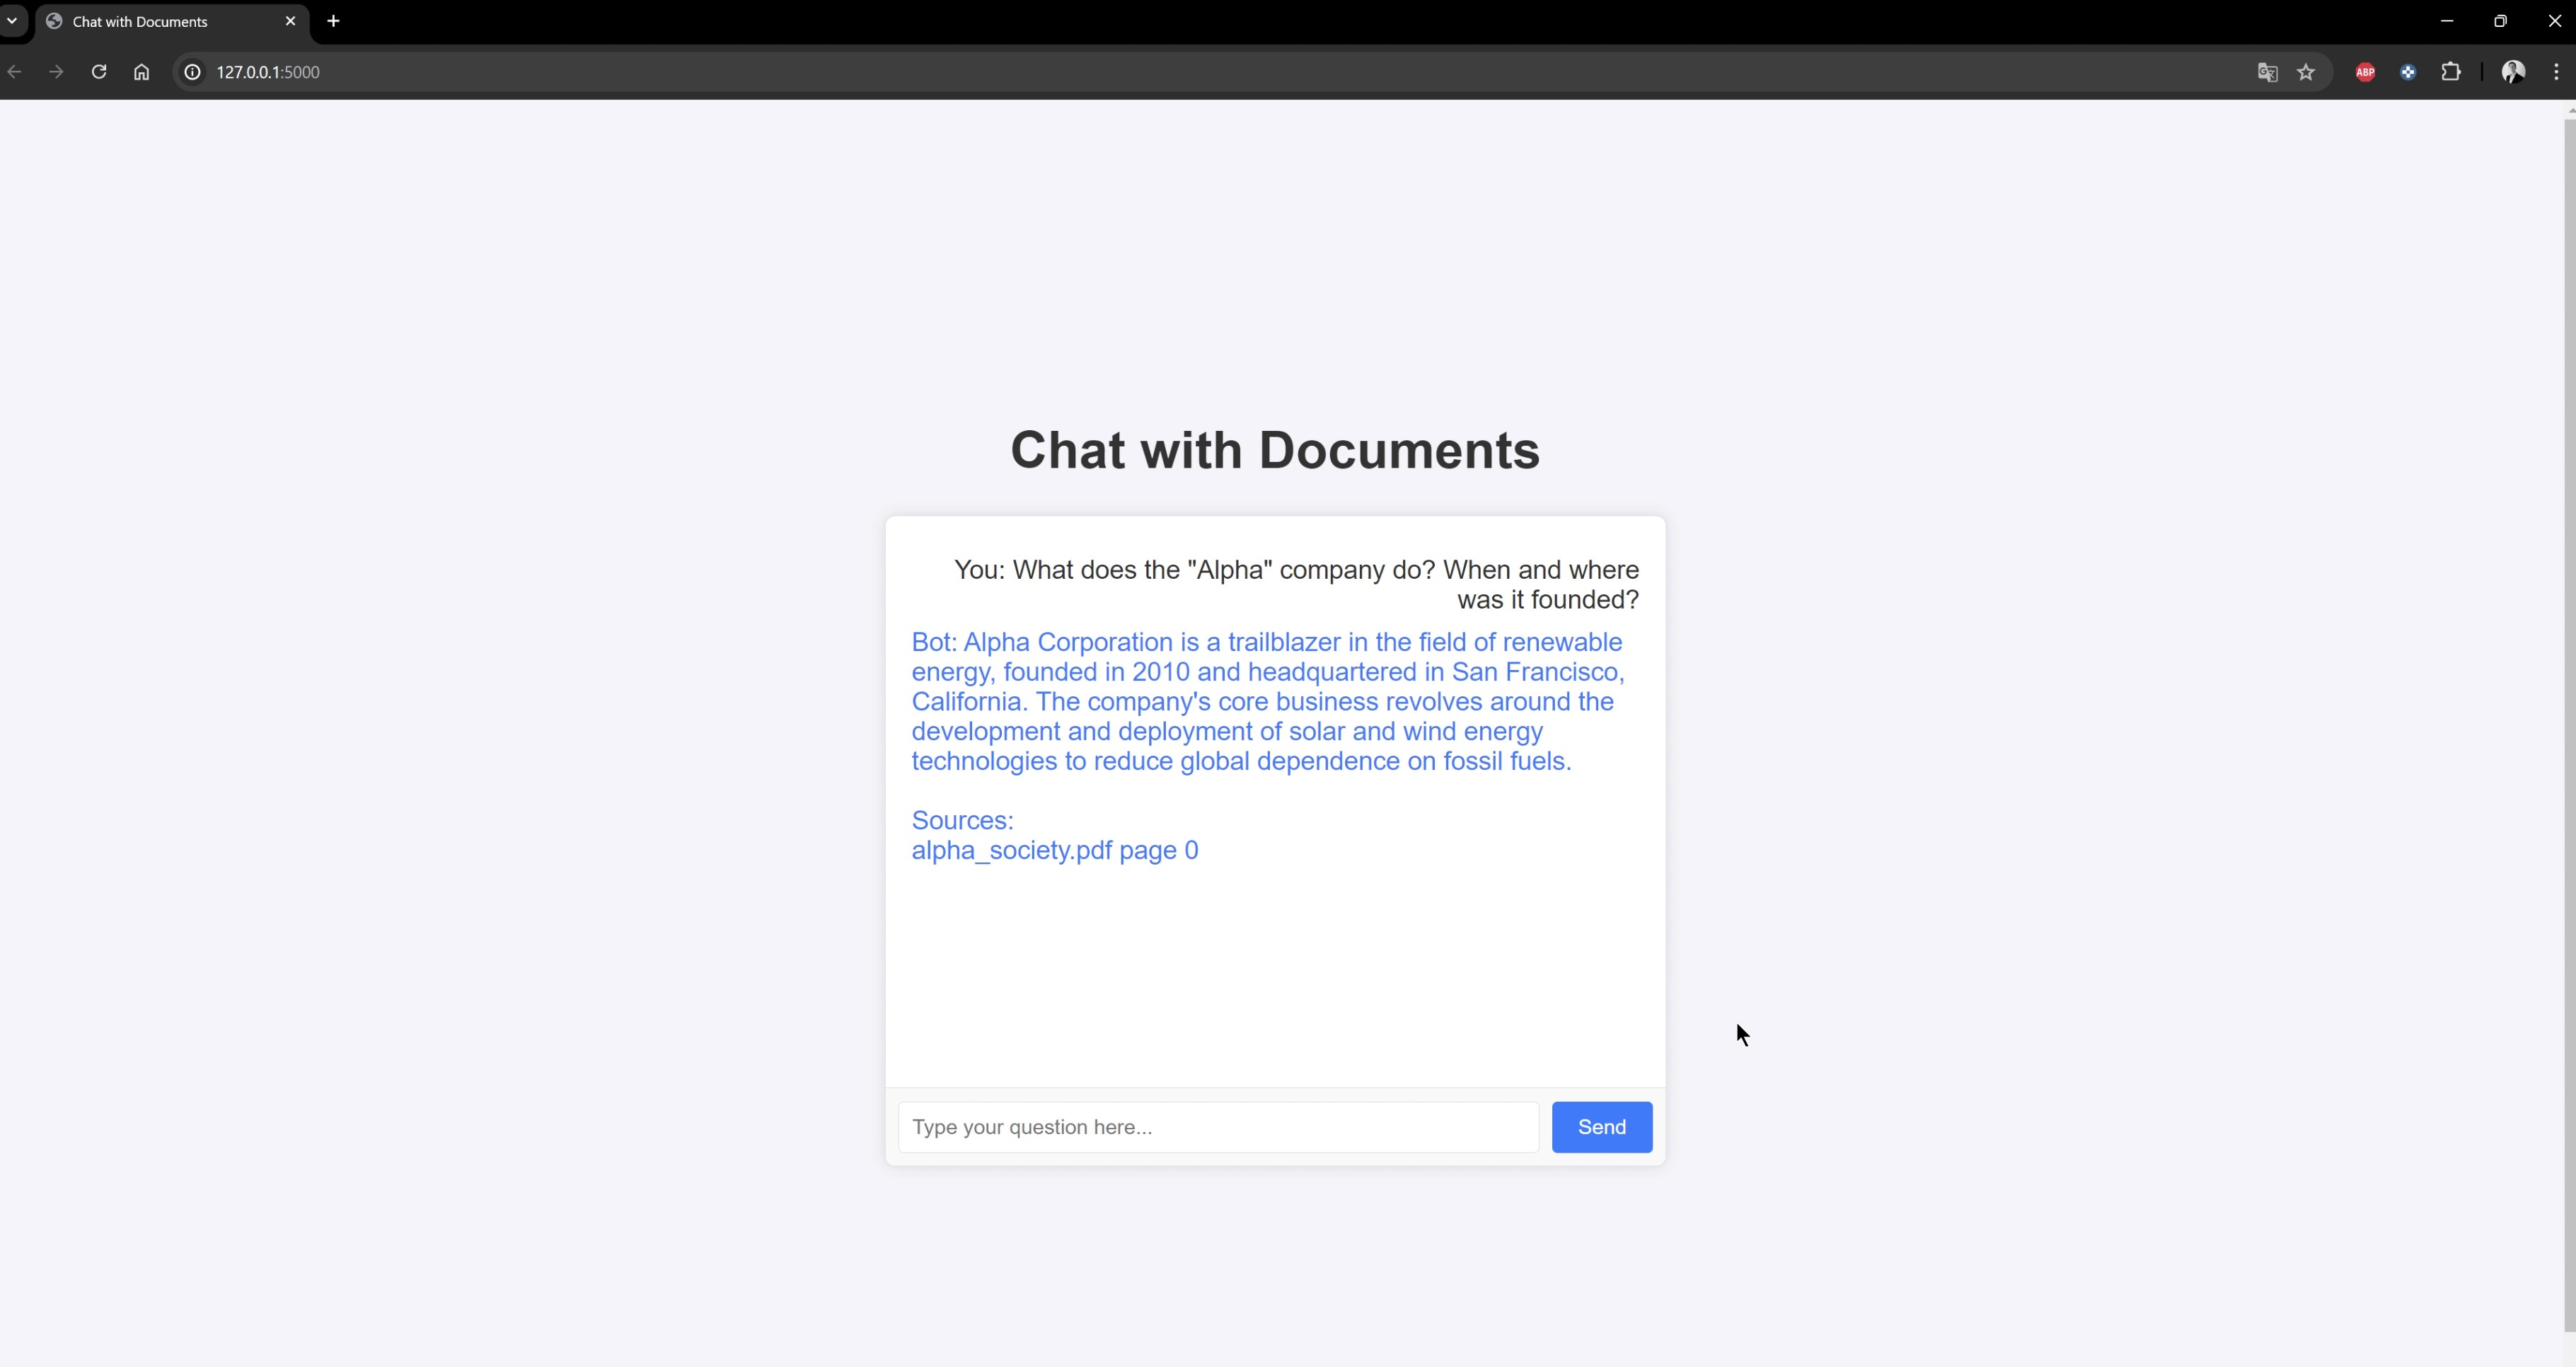 Chat with Documents
127.0.0.1:5000
ABP
Chat with Documents
You: What does the "Alpha" company do? When and where
was it founded?
Bot: Alpha Corporation is a trailblazer in the field of renewable
energy, founded in 2010 and headquartered in San Francisco,
California. The company's core business revolves around the
development and deployment of solar and wind energy
technologies to reduce global dependence on fossil fuels.
Sources:
alpha_society.pdf page 0
Type your question here...
Send